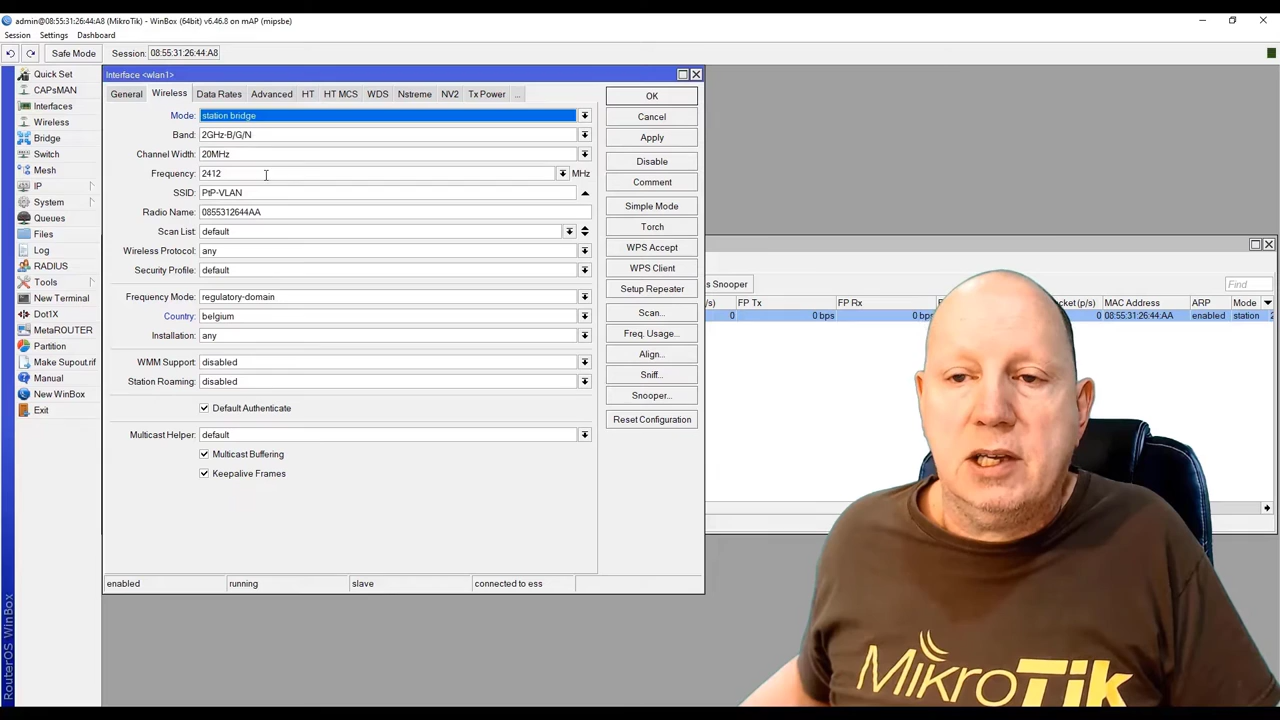 admin@08:55:31:26:44:A8 (MikroTik) - WinBox (64bit) v6.46.8 on mAP (mipsbe)
Session Settings Dashboard
Safe Mode Session: 08:55:31:26:44:A8
Quick Set
CAPsMAN
Interfaces
Wireless
Bridge
Switch
Mesh
IP
System
Queues
Files
Log
RADIUS
Tools
New Terminal
Dot1X
MetaROUTER
Partition
Make Supout.rif
Manual
New WinBox
Exit
RouterOS WinBox
Interface <wlan1>
General Wireless Data Rates Advanced HT HT MCS WDS Nstreme NV2 Tx Power ...
Mode: station bridge
Band: 2GHz-B/G/N
Channel Width: 20MHz
Frequency: 2412 MHz
SSID: PtP-VLAN
Radio Name: 0855312644AA
Scan List: default
Wireless Protocol: any
Security Profile: default
Frequency Mode: regulatory-domain
Country: belgium
Installation: any
WMM Support: disabled
Station Roaming: disabled
Default Authenticate
Multicast Helper: default
Multicast Buffering
Keepalive Frames
enabled running slave connected to ess
OK
Cancel
Apply
Disable
Comment
Simple Mode
Torch
WPS Accept
WPS Client
Setup Repeater
Scan...
Freq. Usage...
Align...
Sniff...
Snooper...
Reset Configuration
s Snooper Find
/s) FP Tx FP Rx cket (p/s) MAC Address ARP Mode
0 0 bps 0 bps 0 08:55:31:26:44:AA enabled station 2
MikroTik